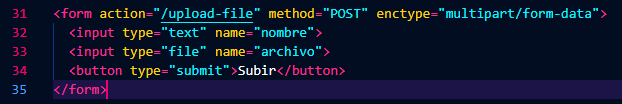 31 <form action="/upload-file" method="POST" enctype="multipart/form-data">
32 <input type="text" name="nombre">
33 <input type="file" name="archivo">
34 <button type="submit">Subir</button>
35 </form>